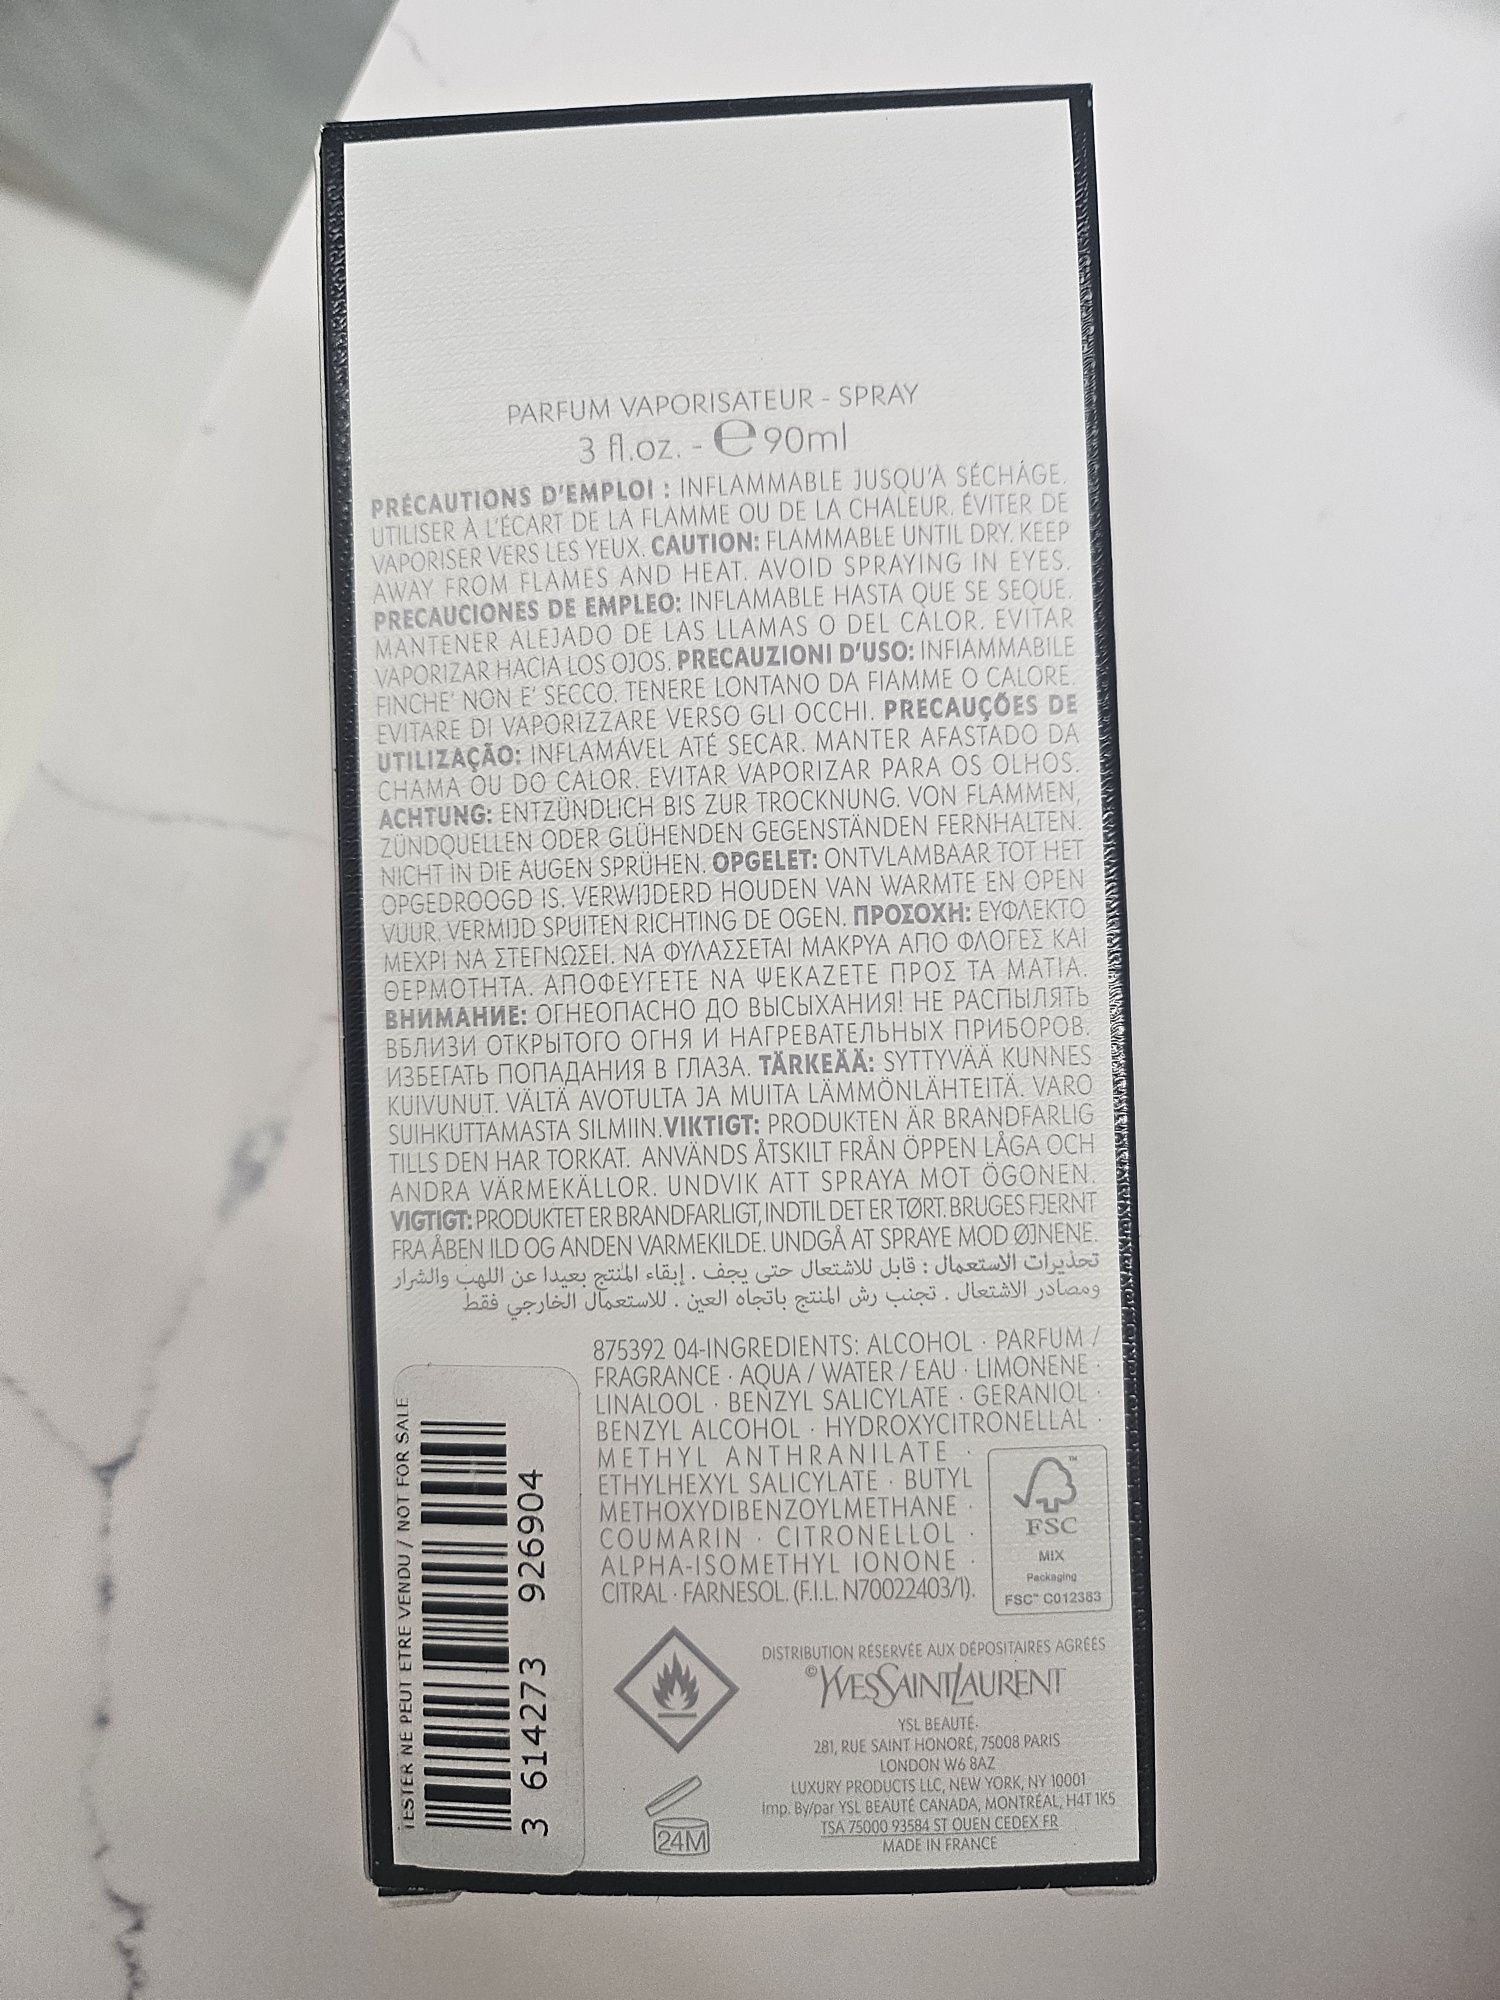 PARFUM VAPORISATEUR - SPRAY
3 fl.oz. - ℮ 90ml
PRÉCAUTIONS D'EMPLOI : INFLAMMABLE JUSQU'À SÉCHAGE.
UTILISER À L'ÉCART DE LA FLAMME OU DE LA CHALEUR. ÉVITER DE
VAPORISER VERS LES YEUX. CAUTION: FLAMMABLE UNTIL DRY. KEEP
AWAY FROM FLAMES AND HEAT. AVOID SPRAYING IN EYES.
PRECAUCIONES DE EMPLEO: INFLAMABLE HASTA QUE SE SEQUE.
MANTENER ALEJADO DE LAS LLAMAS O DEL CALOR. EVITAR
VAPORIZAR HACIA LOS OJOS. PRECAUZIONI D'USO: INFIAMMABILE
FINCHE' NON E' SECCO. TENERE LONTANO DA FIAMME O CALORE.
EVITARE DI VAPORIZZARE VERSO GLI OCCHI. PRECAUÇÕES DE
UTILIZAÇÃO: INFLAMÁVEL ATÉ SECAR. MANTER AFASTADO DA
CHAMA OU DO CALOR. EVITAR VAPORIZAR PARA OS OLHOS.
ACHTUNG: ENTZÜNDLICH BIS ZUR TROCKNUNG. VON FLAMMEN,
ZÜNDQUELLEN ODER GLÜHENDEN GEGENSTÄNDEN FERNHALTEN.
NICHT IN DIE AUGEN SPRÜHEN. OPGELET: ONTVLAMBAAR TOT HET
OPGEDROOGD IS. VERWIJDERD HOUDEN VAN WARMTE EN OPEN
VUUR. VERMIJD SPUITEN RICHTING DE OGEN. ΠΡΟΣΟΧΗ: ΕΥΦΛΕΚΤΟ
ΜΕΧΡΙ ΝΑ ΣΤΕΓΝΩΣΕΙ. ΝΑ ΦΥΛΑΣΣΕΤΑΙ ΜΑΚΡΥΑ ΑΠΟ ΦΛΟΓΕΣ ΚΑΙ
ΘΕΡΜΟΤΗΤΑ. ΑΠΟΦΕΥΓΕΤΕ ΝΑ ΨΕΚΑΖΕΤΕ ΠΡΟΣ ΤΑ ΜΑΤΙΑ.
ВНИМАНИЕ: ОГНЕОПАСНО ДО ВЫСЫХАНИЯ! НЕ РАСПЫЛЯТЬ
ВБЛИЗИ ОТКРЫТОГО ОГНЯ И НАГРЕВАТЕЛЬНЫХ ПРИБОРОВ.
ИЗБЕГАТЬ ПОПАДАНИЯ В ГЛАЗА. TÄRKEÄÄ: SYTTYVÄÄ KUNNES
KUIVUNUT. VÄLTÄ AVOTULTA JA MUITA LÄMMÖNLÄHTEITÄ. VARO
SUIHKUTTAMASTA SILMIIN. VIKTIGT: PRODUKTEN ÄR BRANDFARLIG
TILLS DEN HAR TORKAT. ANVÄNDS ÅTSKILT FRÅN ÖPPEN LÅGA OCH
ANDRA VÄRMEKÄLLOR. UNDVIK ATT SPRAYA MOT ÖGONEN.
VIGTIGT: PRODUKTET ER BRANDFARLIGT, INDTIL DET ER TØRT. BRUGES FJERNT
FRA ÅBEN ILD OG ANDEN VARMEKILDE. UNDGÅ AT SPRAYE MOD ØJNENE.
تحذيرات الاستعمال : قابل للاشتعال حتى يجف . إبقاء المنتج بعيدا عن اللهب والشرار
ومصادر الاشتعال . تجنب رش المنتج باتجاه العين . للاستعمال الخارجي فقط
875392 04-INGREDIENTS: ALCOHOL · PARFUM /
FRAGRANCE · AQUA / WATER / EAU · LIMONENE ·
LINALOOL · BENZYL SALICYLATE · GERANIOL ·
BENZYL ALCOHOL · HYDROXYCITRONELLAL ·
METHYL ANTHRANILATE ·
ETHYLHEXYL SALICYLATE · BUTYL
METHOXYDIBENZOYLMETHANE ·
COUMARIN · CITRONELLOL ·
ALPHA-ISOMETHYL IONONE ·
CITRAL · FARNESOL. (F.I.L. N70022403/1).
FSC™
MIX
Packaging
FSC™ C012383
TESTER NE PEUT ETRE VENDU / NOT FOR SALE
3 614273 926904
24M
DISTRIBUTION RÉSERVÉE AUX DÉPOSITAIRES AGRÉÉS
©YVESSAINTLAURENT
YSL BEAUTÉ.
281, RUE SAINT HONORÉ, 75008 PARIS
LONDON W6 8AZ
LUXURY PRODUCTS LLC, NEW YORK, NY 10001
Imp. By/par YSL BEAUTÉ CANADA, MONTRÉAL, H4T 1K5
TSA 75000 93584 ST OUEN CEDEX FR
MADE IN FRANCE